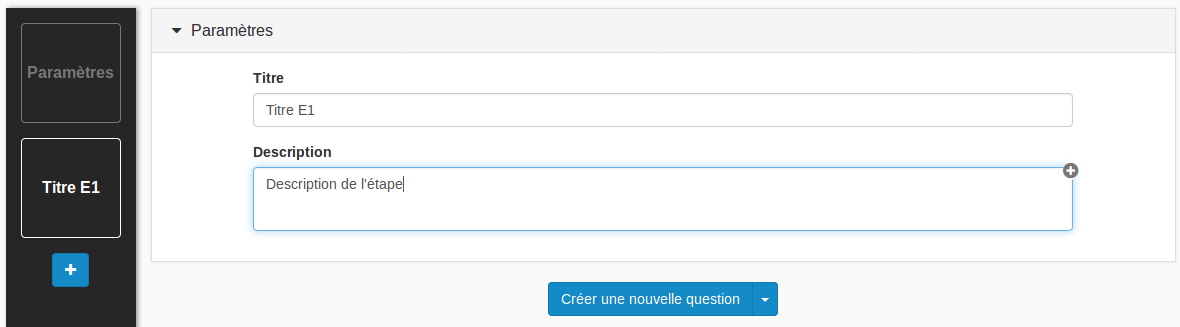 Paramètres
Titre E1
Paramètres
Titre
Titre E1
Description
Description de l'étape
Créer une nouvelle question